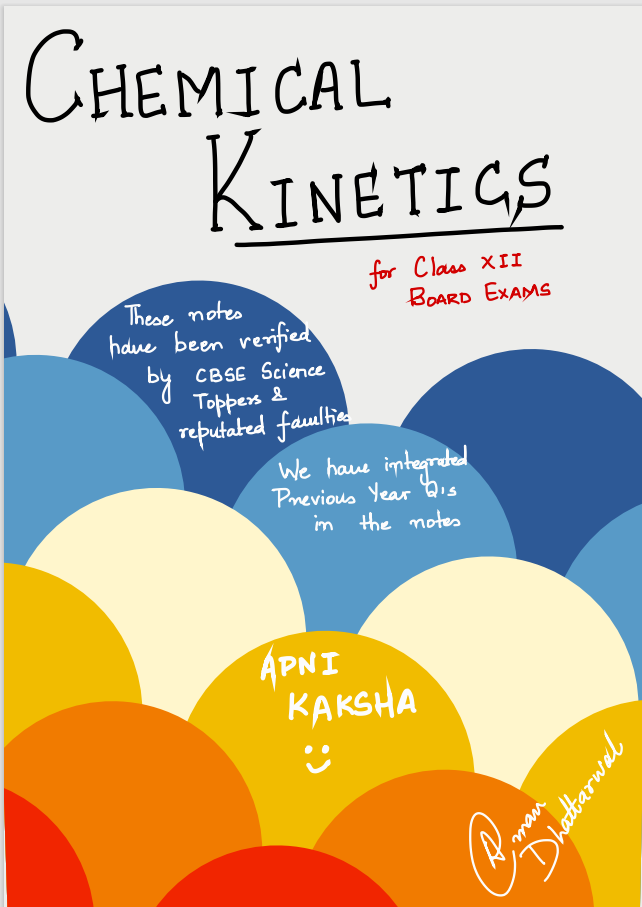 CHEMICAL
KINETICS
for Class XII
BOARD EXAMS
These notes
have been verified
by CBSE Science
Toppers &
reputated faculties
We have integrated
Previous Year Q's
in the notes
APNI
KAKSHA
Aman
Dhattarwal